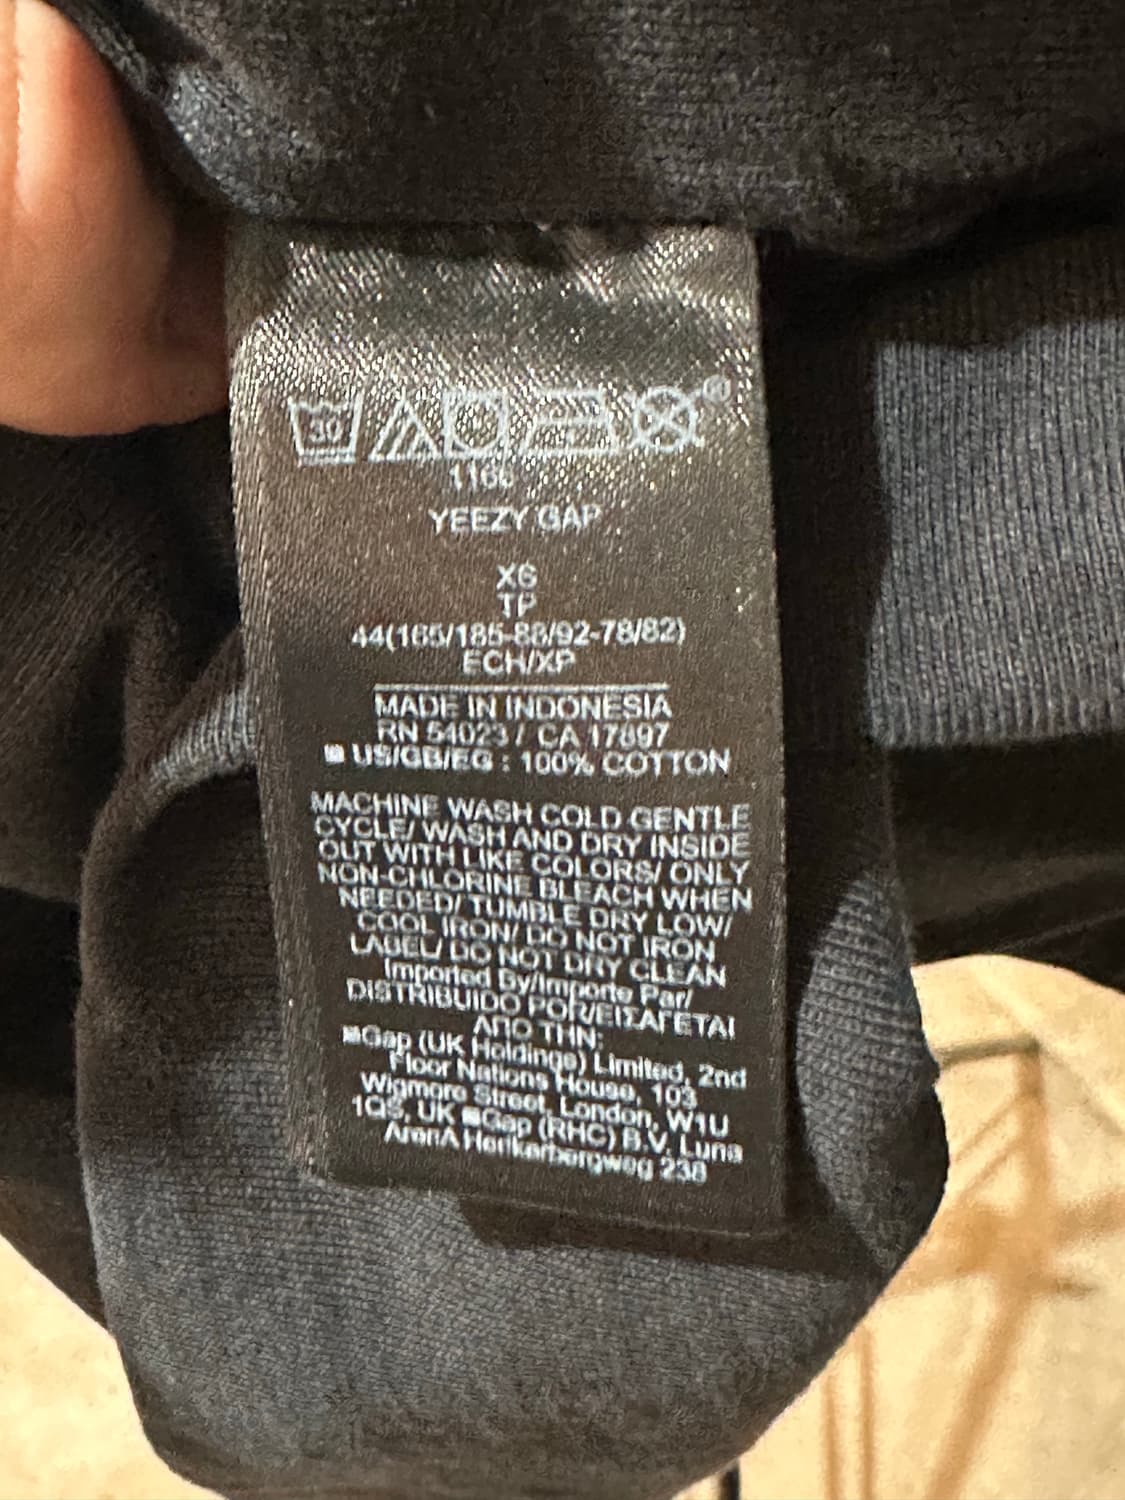 30
®
YEEZY GAP
XG
TP
44(165/185-88/92-78/82)
ECH/XP
MADE IN INDONESIA
RN 54023 / CA 17897
US/GB/EG : 100% COTTON
MACHINE WASH COLD GENTLE
CYCLE/ WASH AND DRY INSIDE
OUT WITH LIKE COLORS/ ONLY
NON-CHLORINE BLEACH WHEN
NEEDED/ TUMBLE DRY LOW/
COOL IRON/ DO NOT IRON
LABEL/ DO NOT DRY CLEAN
Imported By/Importe Par/
DISTRIBUIDO POR/ΕΙΣΑΓΕΤΑΙ
ΑΠΟ ΤΗΝ:
Gap (UK Holdings) Limited, 2nd
Floor Nations House, 103
Wigmore Street, London, W1U
1QS, UK Gap (RHC) B.V. Luna
ArenA Herikerbergweg 238